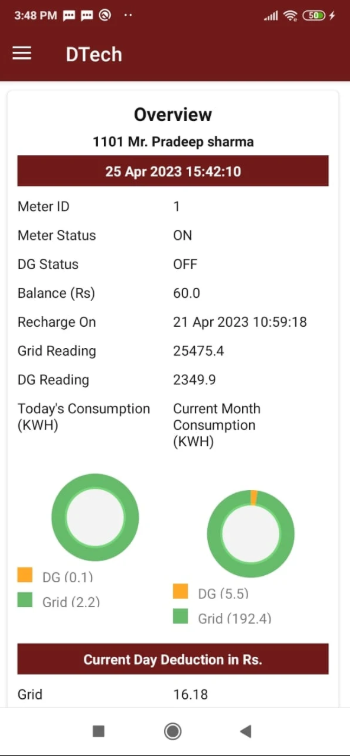 3:48 PM
50
DTech
Overview
1101 Mr. Pradeep sharma
25 Apr 2023 15:42:10
Meter ID 1
Meter Status ON
DG Status OFF
Balance (Rs) 60.0
Recharge On 21 Apr 2023 10:59:18
Grid Reading 25475.4
DG Reading 2349.9
Today's Consumption
(KWH)
Current Month
Consumption
(KWH)
DG (0.1)
Grid (2.2)
DG (5.5)
Grid (192.4)
Current Day Deduction in Rs.
Grid 16.18